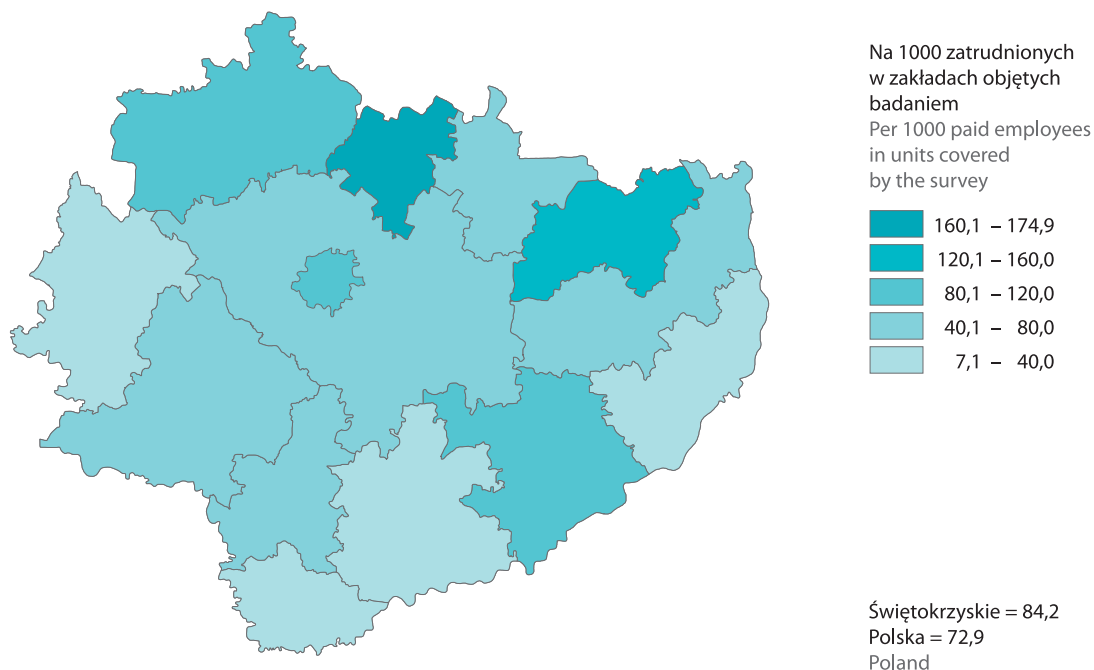 Na 1000 zatrudnionych
w zakładach objętych
badaniem
Per 1000 paid employees
in units covered
by the survey
160,1 – 174,9
120,1 – 160,0
80,1 – 120,0
40,1 – 80,0
7,1 – 40,0
Świętokrzyskie = 84,2
Polska = 72,9
Poland